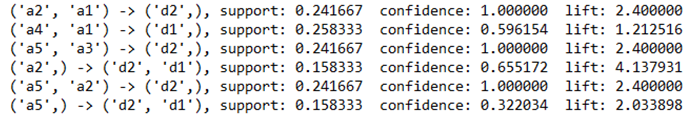 ('a2', 'a1') -> ('d2',), support: 0.241667  confidence: 1.000000  lift: 2.400000
('a4', 'a1') -> ('d1',), support: 0.258333  confidence: 0.596154  lift: 1.212516
('a5', 'a3') -> ('d2',), support: 0.241667  confidence: 1.000000  lift: 2.400000
('a2',) -> ('d2', 'd1'), support: 0.158333  confidence: 0.655172  lift: 4.137931
('a5', 'a2') -> ('d2',), support: 0.241667  confidence: 1.000000  lift: 2.400000
('a5',) -> ('d2', 'd1'), support: 0.158333  confidence: 0.322034  lift: 2.033898